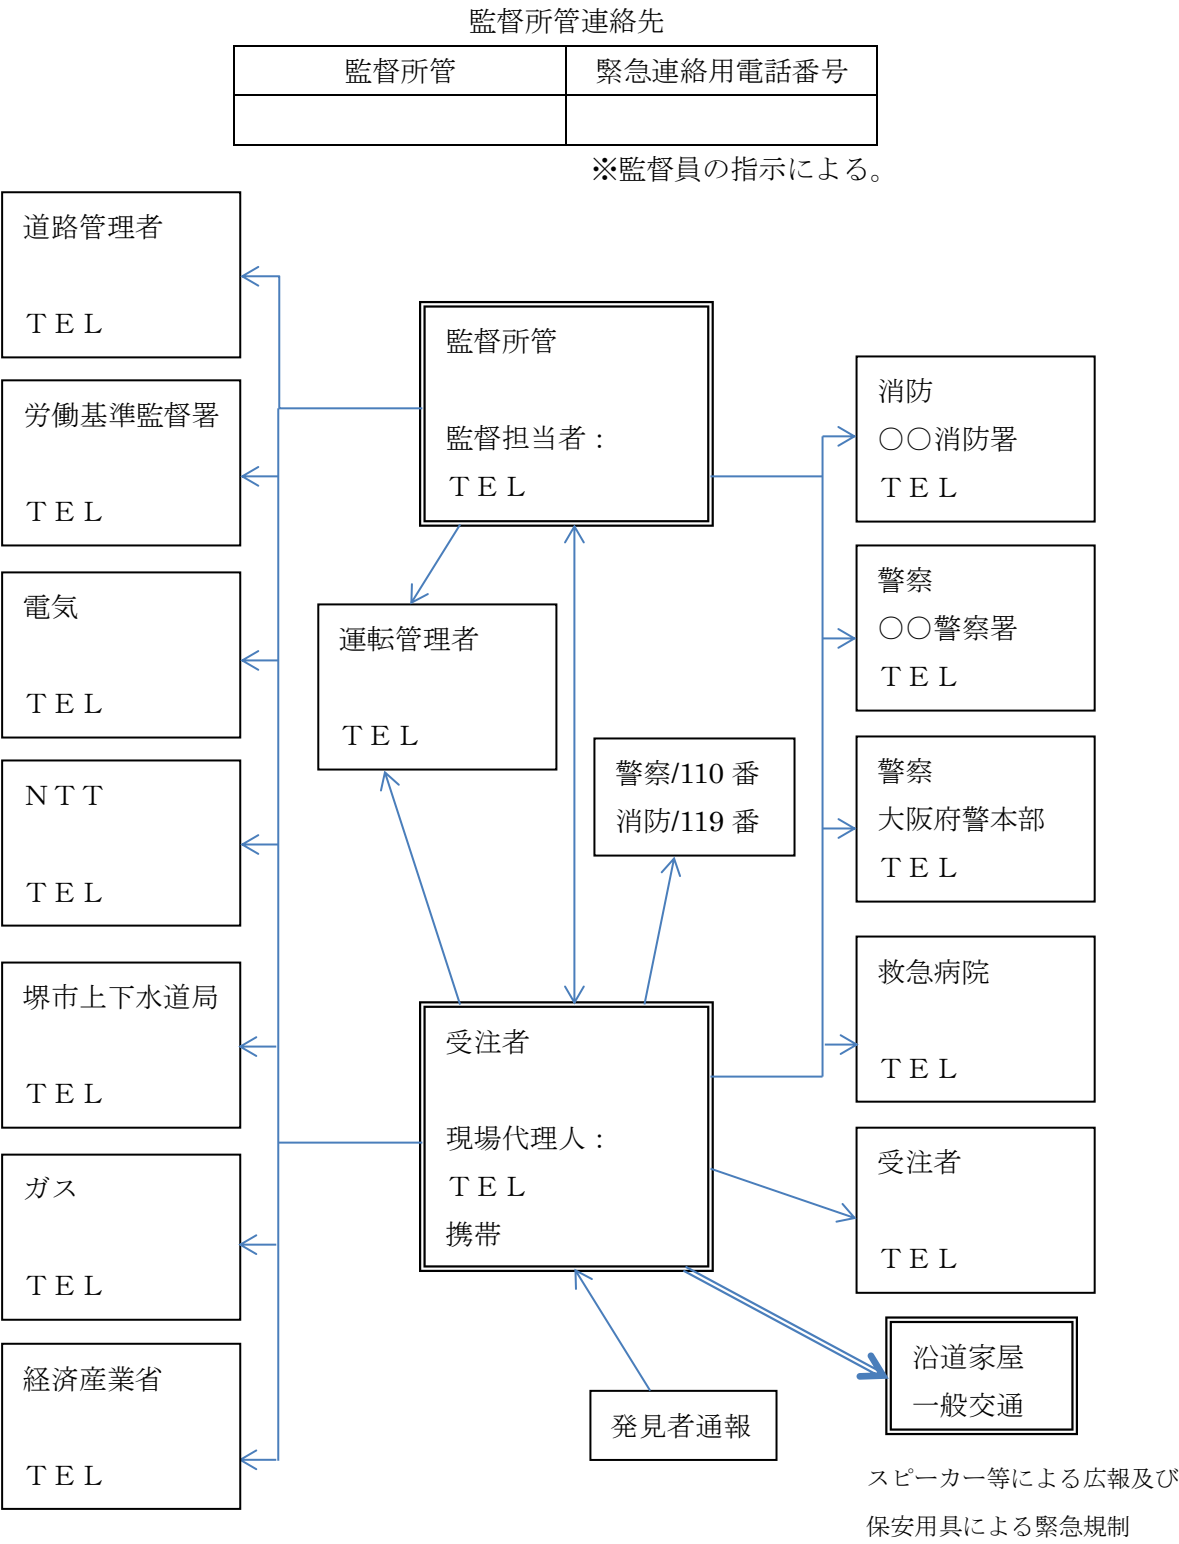 監督所管連絡先
監督所管
緊急連絡用電話番号
※監督員の指示による。
道路管理者
ＴＥＬ
労働基準監督署
ＴＥＬ
電気
ＴＥＬ
ＮＴＴ
ＴＥＬ
堺市上下水道局
ＴＥＬ
ガス
ＴＥＬ
経済産業省
ＴＥＬ
監督所管
監督担当者：
ＴＥＬ
運転管理者
ＴＥＬ
警察/110 番
消防/119 番
受注者
現場代理人：
ＴＥＬ
携帯
発見者通報
消防
〇〇消防署
ＴＥＬ
警察
〇〇警察署
ＴＥＬ
警察
大阪府警本部
ＴＥＬ
救急病院
ＴＥＬ
受注者
ＴＥＬ
沿道家屋
一般交通
スピーカー等による広報及び
保安用具による緊急規制